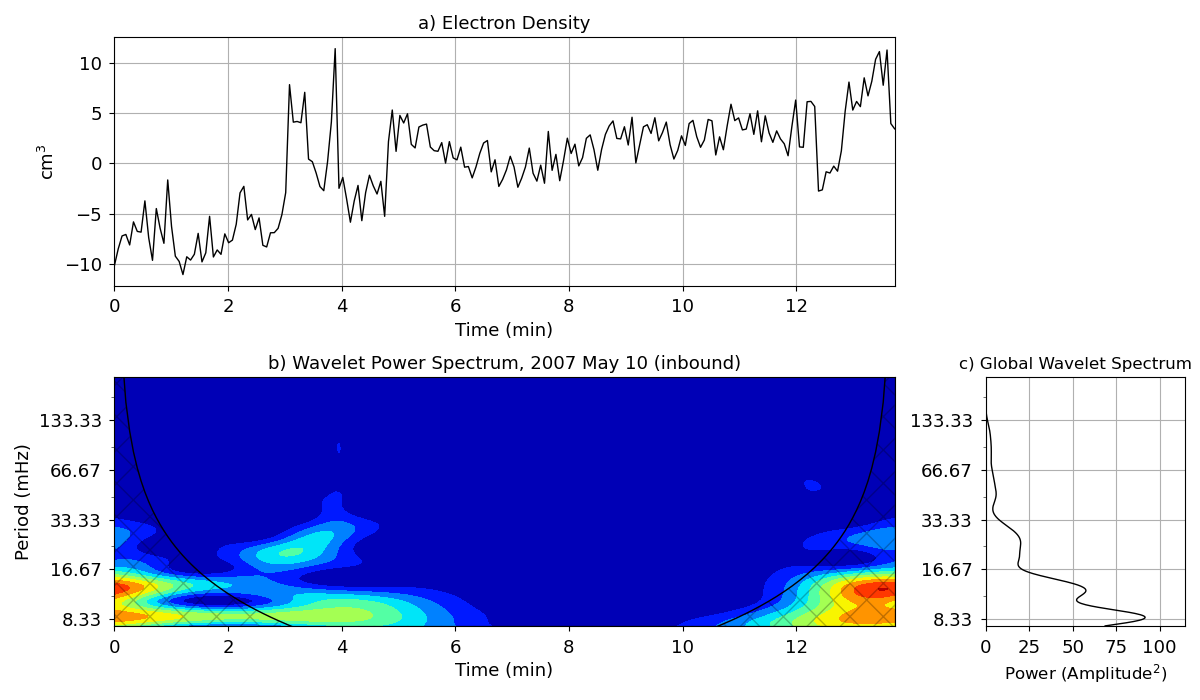 a) Electron Density
10
5
0
−5
−10
cm³
0 2 4 6 8 10 12
Time (min)
b) Wavelet Power Spectrum, 2007 May 10 (inbound)
133.33
66.67
33.33
16.67
8.33
Period (mHz)
0 2 4 6 8 10 12
Time (min)
c) Global Wavelet Spectrum
133.33
66.67
33.33
16.67
8.33
0 25 50 75 100
Power (Amplitude²)